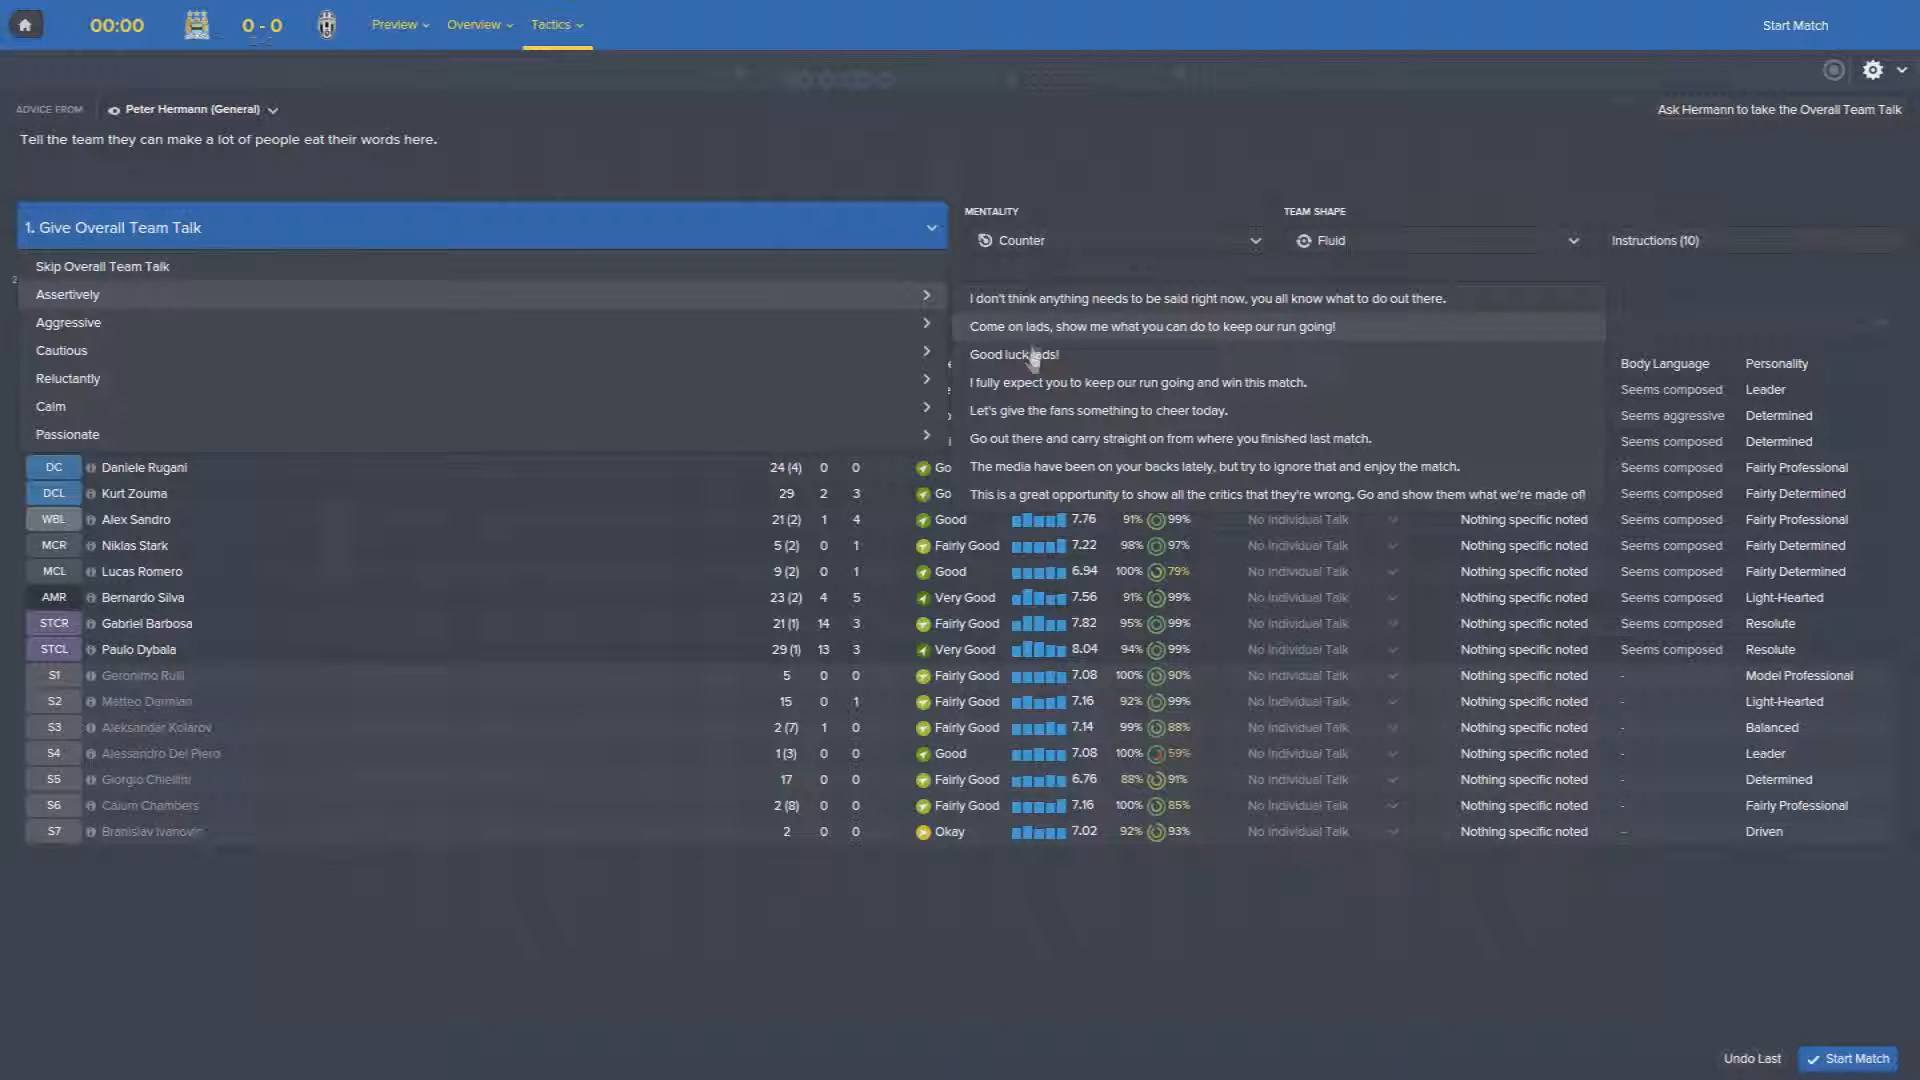 00:00 0 - 0 Preview Overview Tactics Start Match
ADVICE FROM Peter Hermann (General) Ask Hermann to take the Overall Team Talk
Tell the team they can make a lot of people eat their words here.
MENTALITY TEAM SHAPE
1. Give Overall Team Talk Counter Fluid Instructions (10)
Skip Overall Team Talk
2
Assertively
Aggressive
Cautious
Reluctantly
Calm
Passionate
I don't think anything needs to be said right now, you all know what to do out there.
Come on lads, show me what you can do to keep our run going!
Good luck lads!
I fully expect you to keep our run going and win this match.
Let's give the fans something to cheer today.
Go out there and carry straight on from where you finished last match.
The media have been on your backs lately, but try to ignore that and enjoy the match.
This is a great opportunity to show all the critics that they're wrong. Go and show them what we're made of!
Body Language Personality
Seems composed Leader
Seems aggressive Determined
Seems composed Determined
DC Daniele Rugani 24 (4) 0 0 Go Seems composed Fairly Professional
DCL Kurt Zouma 29 2 3 Go Seems composed Fairly Determined
WBL Alex Sandro 21 (2) 1 4 Good 7.76 91% 99% No Individual Talk Nothing specific noted Seems composed Fairly Professional
MCR Niklas Stark 5 (2) 0 1 Fairly Good 7.22 98% 97% No Individual Talk Nothing specific noted Seems composed Fairly Determined
MCL Lucas Romero 9 (2) 0 1 Good 6.94 100% 79% No Individual Talk Nothing specific noted Seems composed Fairly Determined
AMR Bernardo Silva 23 (2) 4 5 Very Good 7.56 91% 99% No Individual Talk Nothing specific noted Seems composed Light-Hearted
STCR Gabriel Barbosa 21 (1) 14 3 Fairly Good 7.82 95% 99% No Individual Talk Nothing specific noted Seems composed Resolute
STCL Paulo Dybala 29 (1) 13 3 Very Good 8.04 94% 99% No Individual Talk Nothing specific noted Seems composed Resolute
S1 Geronimo Rulli 5 0 0 Fairly Good 7.08 100% 90% No Individual Talk Nothing specific noted - Model Professional
S2 Matteo Darmian 15 0 1 Fairly Good 7.16 92% 99% No Individual Talk Nothing specific noted - Light-Hearted
S3 Aleksandar Kolarov 2 (7) 1 0 Fairly Good 7.14 99% 88% No Individual Talk Nothing specific noted - Balanced
S4 Alessandro Del Piero 1 (3) 0 0 Good 7.08 100% 59% No Individual Talk Nothing specific noted - Leader
S5 Giorgio Chiellini 17 0 0 Fairly Good 6.76 88% 91% No Individual Talk Nothing specific noted - Determined
S6 Calum Chambers 2 (8) 0 0 Fairly Good 7.16 100% 85% No Individual Talk Nothing specific noted - Fairly Professional
S7 Branislav Ivanovic 2 0 0 Okay 7.02 92% 93% No Individual Talk Nothing specific noted - Driven
Undo Last Start Match